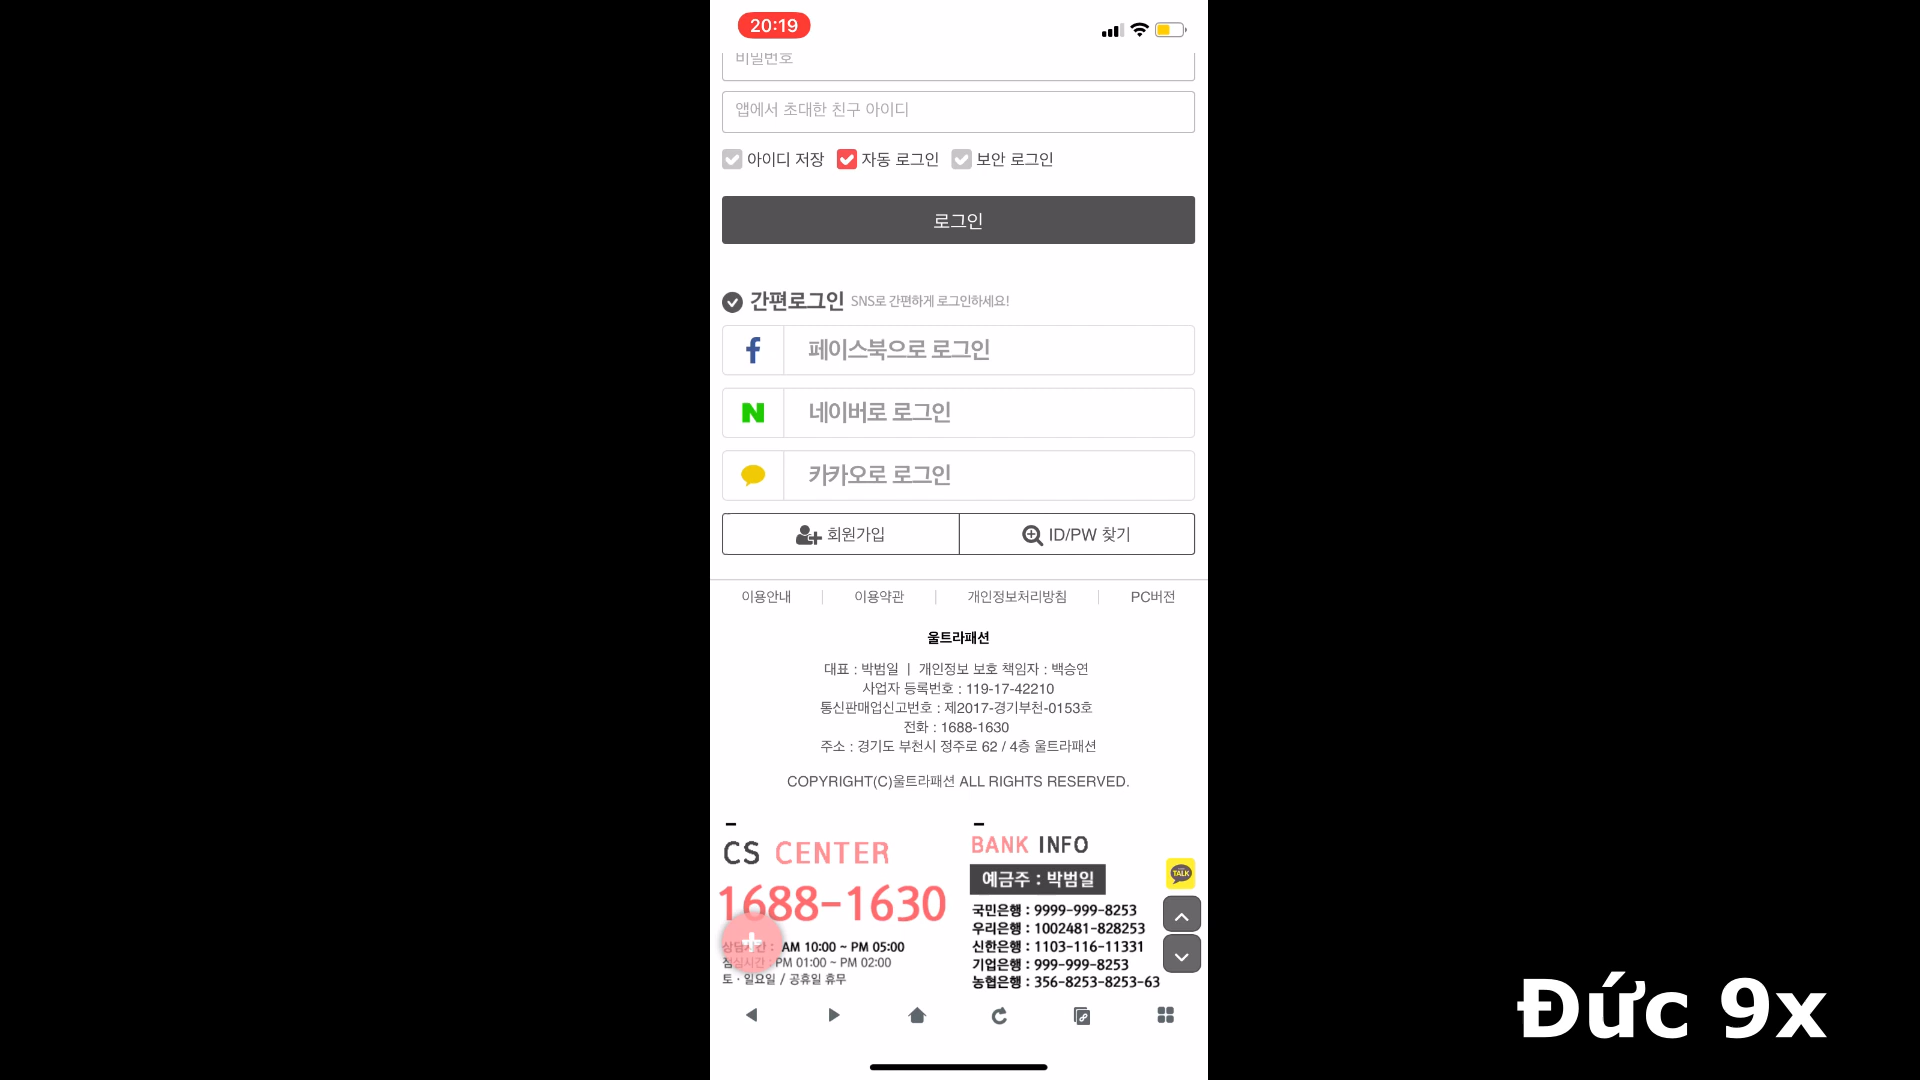 20:19
비밀번호
앱에서 초대한 친구 아이디
아이디 저장 자동 로그인 보안 로그인
로그인
간편로그인 SNS로 간편하게 로그인하세요!
페이스북으로 로그인
N 네이버로 로그인
카카오로 로그인
회원가입 ID/PW 찾기
이용안내 이용약관 개인정보처리방침 PC버전
울트라패션
대표 : 박범일 | 개인정보 보호 책임자 : 백승연
사업자 등록번호 : 119-17-42210
통신판매업신고번호 : 제2017-경기부천-0153호
전화 : 1688-1630
주소 : 경기도 부천시 정주로 62 / 4층 울트라패션
COPYRIGHT(C)울트라패션 ALL RIGHTS RESERVED.
CS CENTER
1688-1630
상담시간 : AM 10:00 ~ PM 05:00
점심시간 : PM 01:00 ~ PM 02:00
토 · 일요일 / 공휴일 휴무
BANK INFO
예금주 : 박범일
국민은행 : 9999-999-8253
우리은행 : 1002481-828253
신한은행 : 1103-116-11331
기업은행 : 999-999-8253
농협은행 : 356-8253-8253-63
TALK
Đức 9x